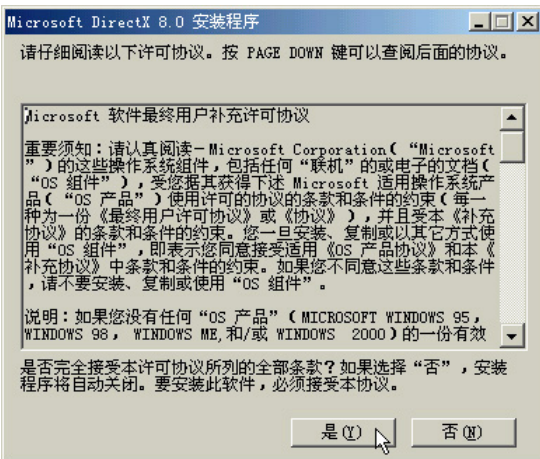 Microsoft DirectX 8.0 安装程序
请仔细阅读以下许可协议。按 PAGE DOWN 键可以查阅后面的协议。
Microsoft 软件最终用户补充许可协议
重要须知：请认真阅读－Microsoft Corporation( “Microsoft
”)的这些操作系统组件，包括任何“联机”的或电子的文档(
“OS 组件”)，受您据其获得下述 Microsoft 适用操作系统产
品( “OS 产品”)使用许可的协议的条款和条件的约束(每一
种为一份《最终用户许可协议》或《协议》)，并且受本《补充
协议》的条款和条件的约束。您一旦安装、复制或以其它方式使
用“OS 组件”，即表示您同意接受适用《OS 产品协议》和本《
补充协议》中条款和条件的约束。如果您不同意这些条款和条件
，请不要安装、复制或使用“OS 组件”。
说明：如果您没有任何“OS 产品”( MICROSOFT WINDOWS 95,
WINDOWS 98, WINDOWS ME,和/或 WINDOWS 2000)的一份有效
是否完全接受本许可协议所列的全部条款？如果选择“否”，安装
程序将自动关闭。要安装此软件，必须接受本协议。
是(Y) 否(N)